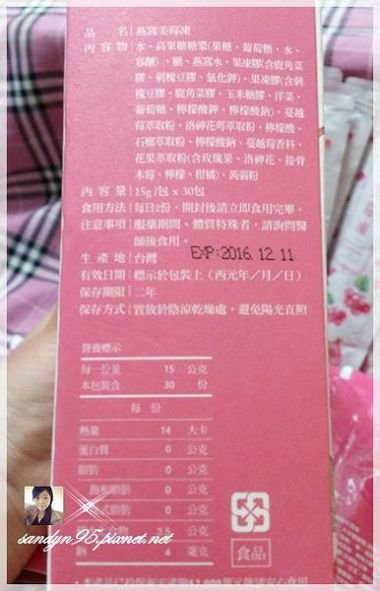 品 名 燕窩美莓凍
內容物 水、高果糖糖漿(果糖、葡萄糖、水、
寡醣)、糖、燕窩水、果凍膠(含鹿角菜
膠、刺槐豆膠、氯化鉀)、果凍膠(含刺
槐豆膠、鹿角菜膠、玉米糖膠、洋菜、
葡萄糖、檸檬酸鉀、檸檬酸鈉)、蔓越
莓萃取粉、洛神花萼萃取粉、檸檬酸、
石榴萃取粉、檸檬酸鈉、蔓越莓香料、
花果萃取粉(含玫瑰果、洛神花、接骨
木莓、檸檬、柑橘)、蒟蒻粉
內容量 15g/包 x 30包
食用方法 每日2份,開封後請立即食用完畢。
注意事項 服藥期間、體質特殊者,請詢問醫
師後食用。
生產地 台灣 EXP:2016.12.11
有效日期 標示於包裝上(西元年/月/日)
保存期限 二年
保存方式 置放於陰涼乾燥處,避免陽光直照
營養標示
每一份量 15 公克
本包裝含 30 份
每 份
熱量 14 大卡
蛋白質 0 公克
脂肪 0 公克
飽和脂肪 0 公克
式脂肪 0 公克
合物 3.5 公克
鈉 4 毫克
食品
sandyn95.pixnet.net